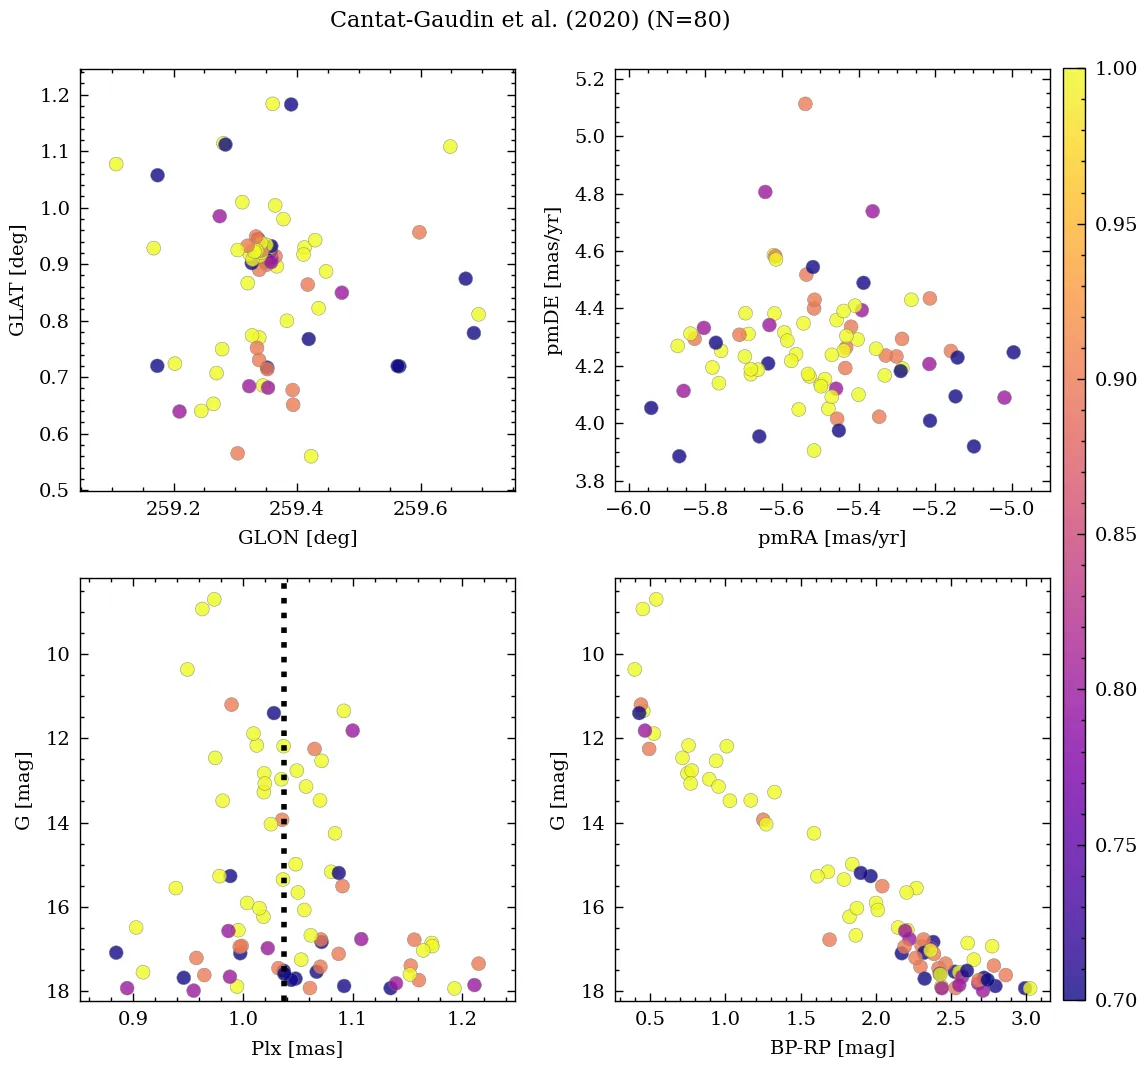 Cantat-Gaudin et al. (2020) (N=80)
1.2
1.1
1.0
0.9
0.8
0.7
0.6
0.5
GLAT [deg]
259.2 259.4 259.6
GLON [deg]
5.2
5.0
4.8
4.6
4.4
4.2
4.0
3.8
pmDE [mas/yr]
−6.0 −5.8 −5.6 −5.4 −5.2 −5.0
pmRA [mas/yr]
10
12
14
16
18
G [mag]
0.9 1.0 1.1 1.2
Plx [mas]
10
12
14
16
18
G [mag]
0.5 1.0 1.5 2.0 2.5 3.0
BP-RP [mag]
1.00
0.95
0.90
0.85
0.80
0.75
0.70